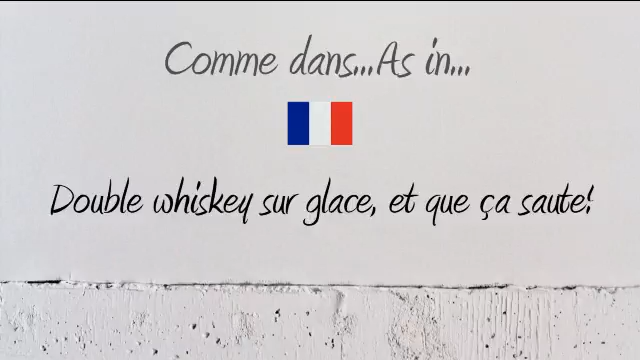 Comme dans...As in...
Double whiskey sur glace, et que ça saute!